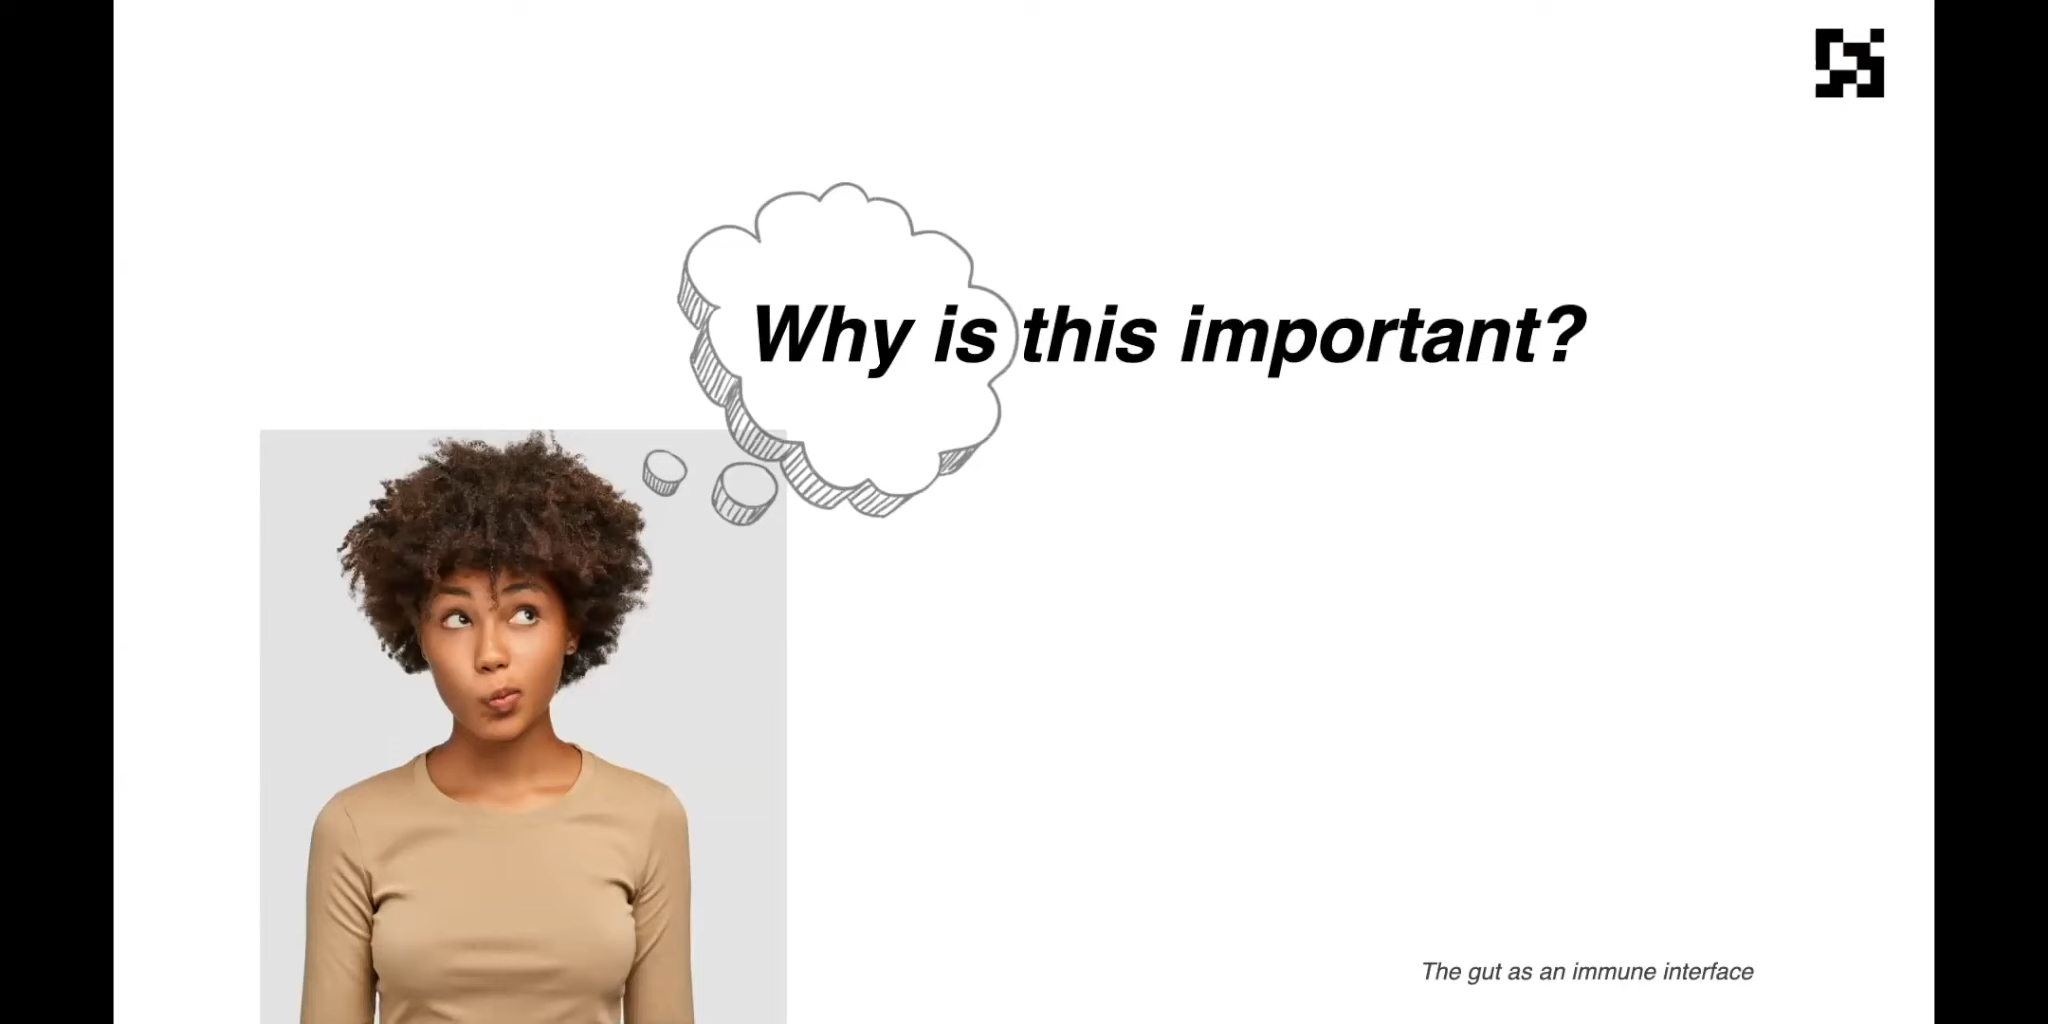 Why is this important?
The gut as an immune interface